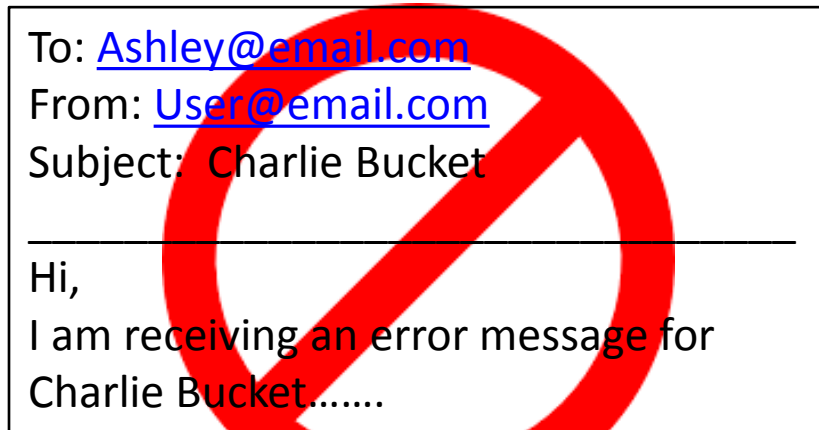 To: Ashley@email.com
From: User@email.com
Subject:  Charlie Bucket
________________________________
Hi,
I am receiving an error message for
Charlie Bucket…….